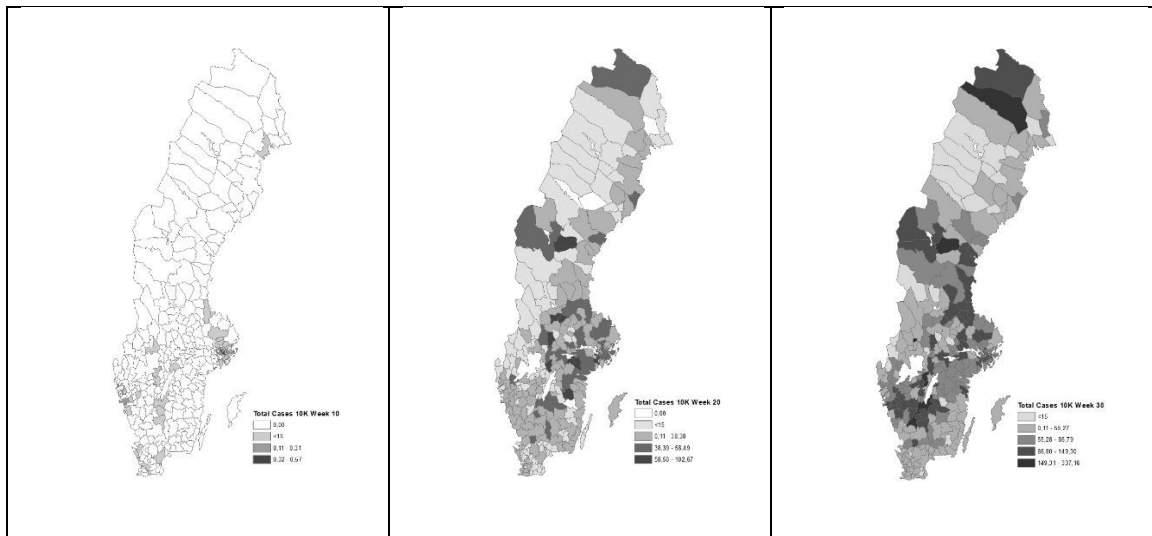 Total Cases 10K Week 10
0,00
<15
0,11 - 0,31
0,32 - 0,57
Total Cases 10K Week 20
0,00
<15
0,11 - 38,38
38,39 - 58,49
58,50 - 102,67
Total Cases 10K Week 30
<15
0,11 - 55,27
55,28 - 86,79
86,80 - 149,30
149,31 - 337,16